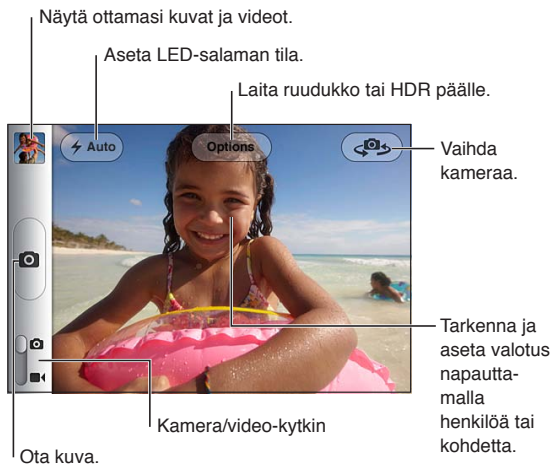 Näytä ottamasi kuvat ja videot.
Aseta LED-salaman tila.
Laita ruudukko tai HDR päälle.
Auto
Options
Vaihda
kameraa.
Tarkenna ja
aseta valotus
napautta-
malla
henkilöä tai
kohdetta.
Kamera/video-kytkin
Ota kuva.